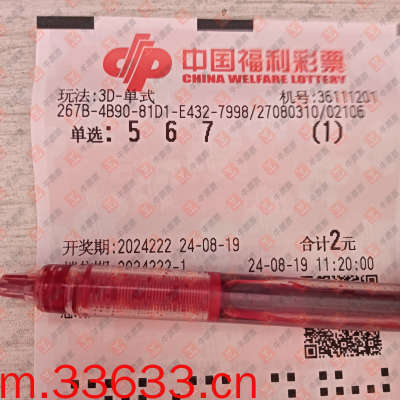 中国福利彩票
CHINA WELFARE LOTTERY
玩法:3D-单式 机号:36111201
267B-4B90-81D1-E432-7998/27080310/02106
单选: 5 6 7 (1)
开奖期:2024222 24-08-19 合计2元
2024222-1 24-08-19 11:20:00
m.33633.cn